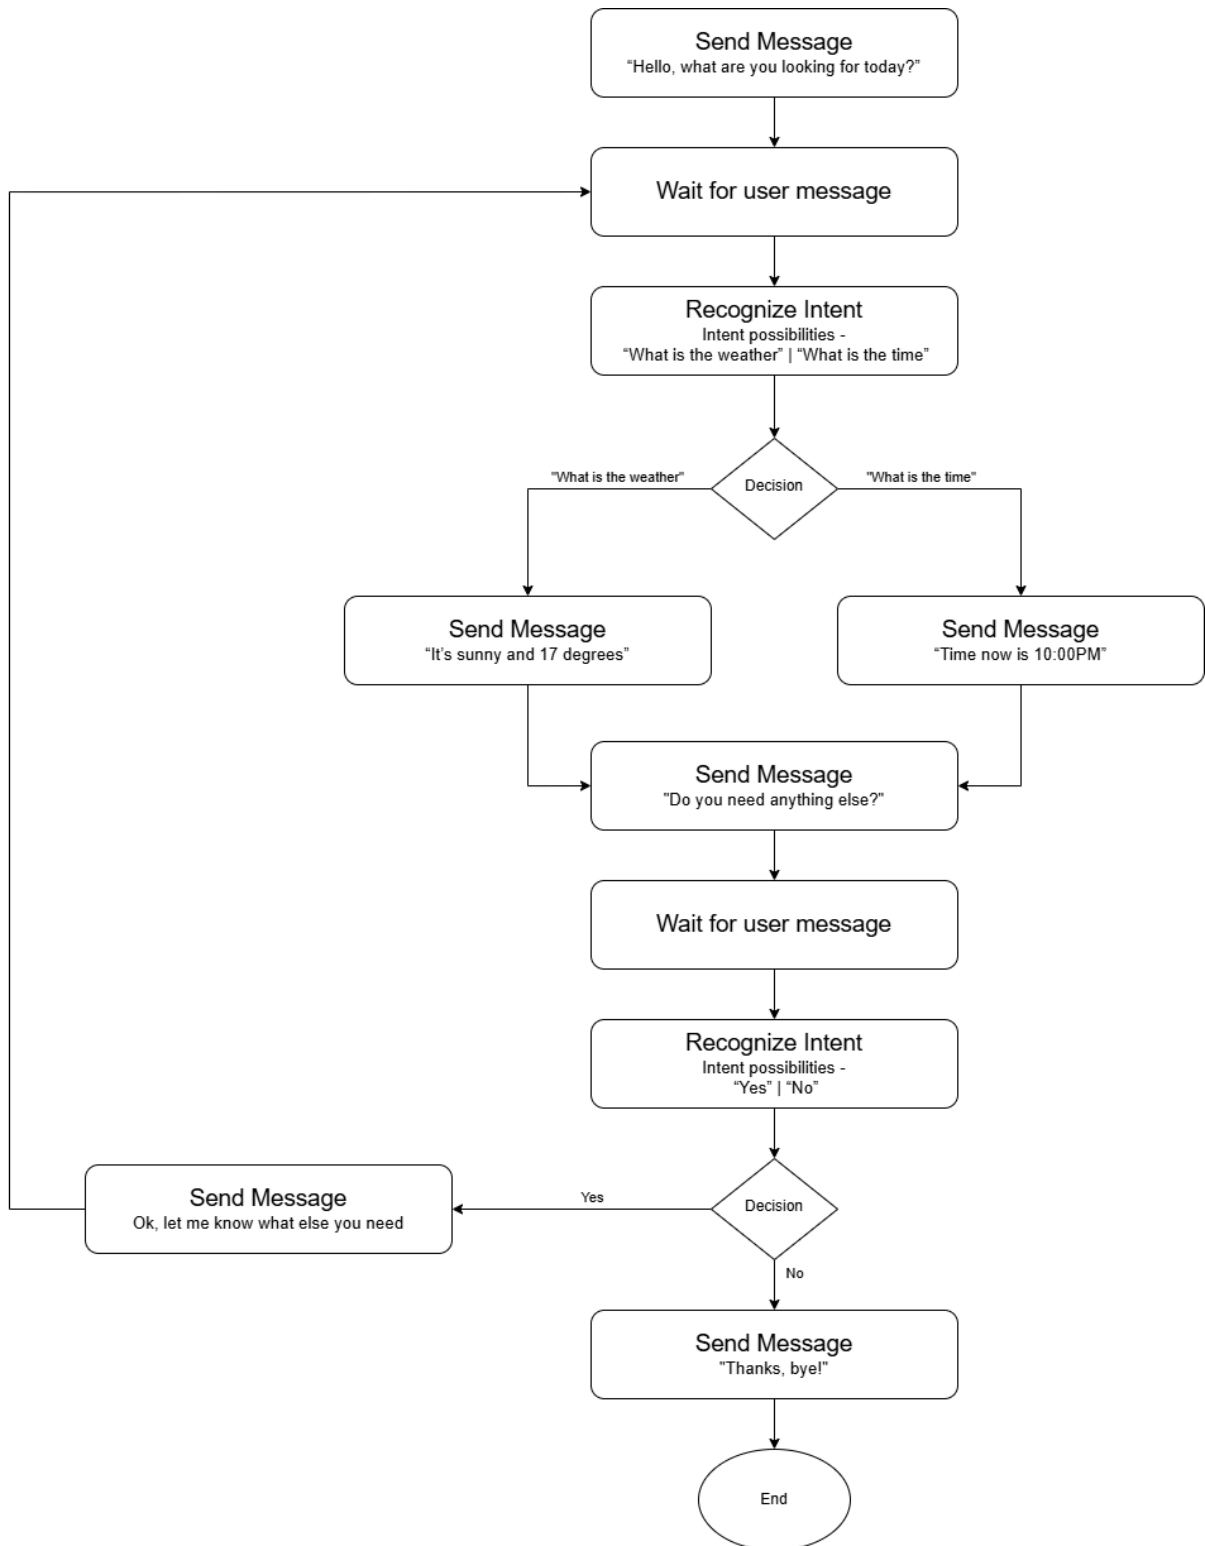 Send Message
“Hello, what are you looking for today?”
Wait for user message
Recognize Intent
Intent possibilities -
“What is the weather” | “What is the time”
"What is the weather"
Decision
"What is the time"
Send Message
“It’s sunny and 17 degrees”
Send Message
“Time now is 10:00PM”
Send Message
"Do you need anything else?"
Wait for user message
Recognize Intent
Intent possibilities -
“Yes” | “No”
Send Message
Ok, let me know what else you need
Yes
Decision
No
Send Message
"Thanks, bye!"
End